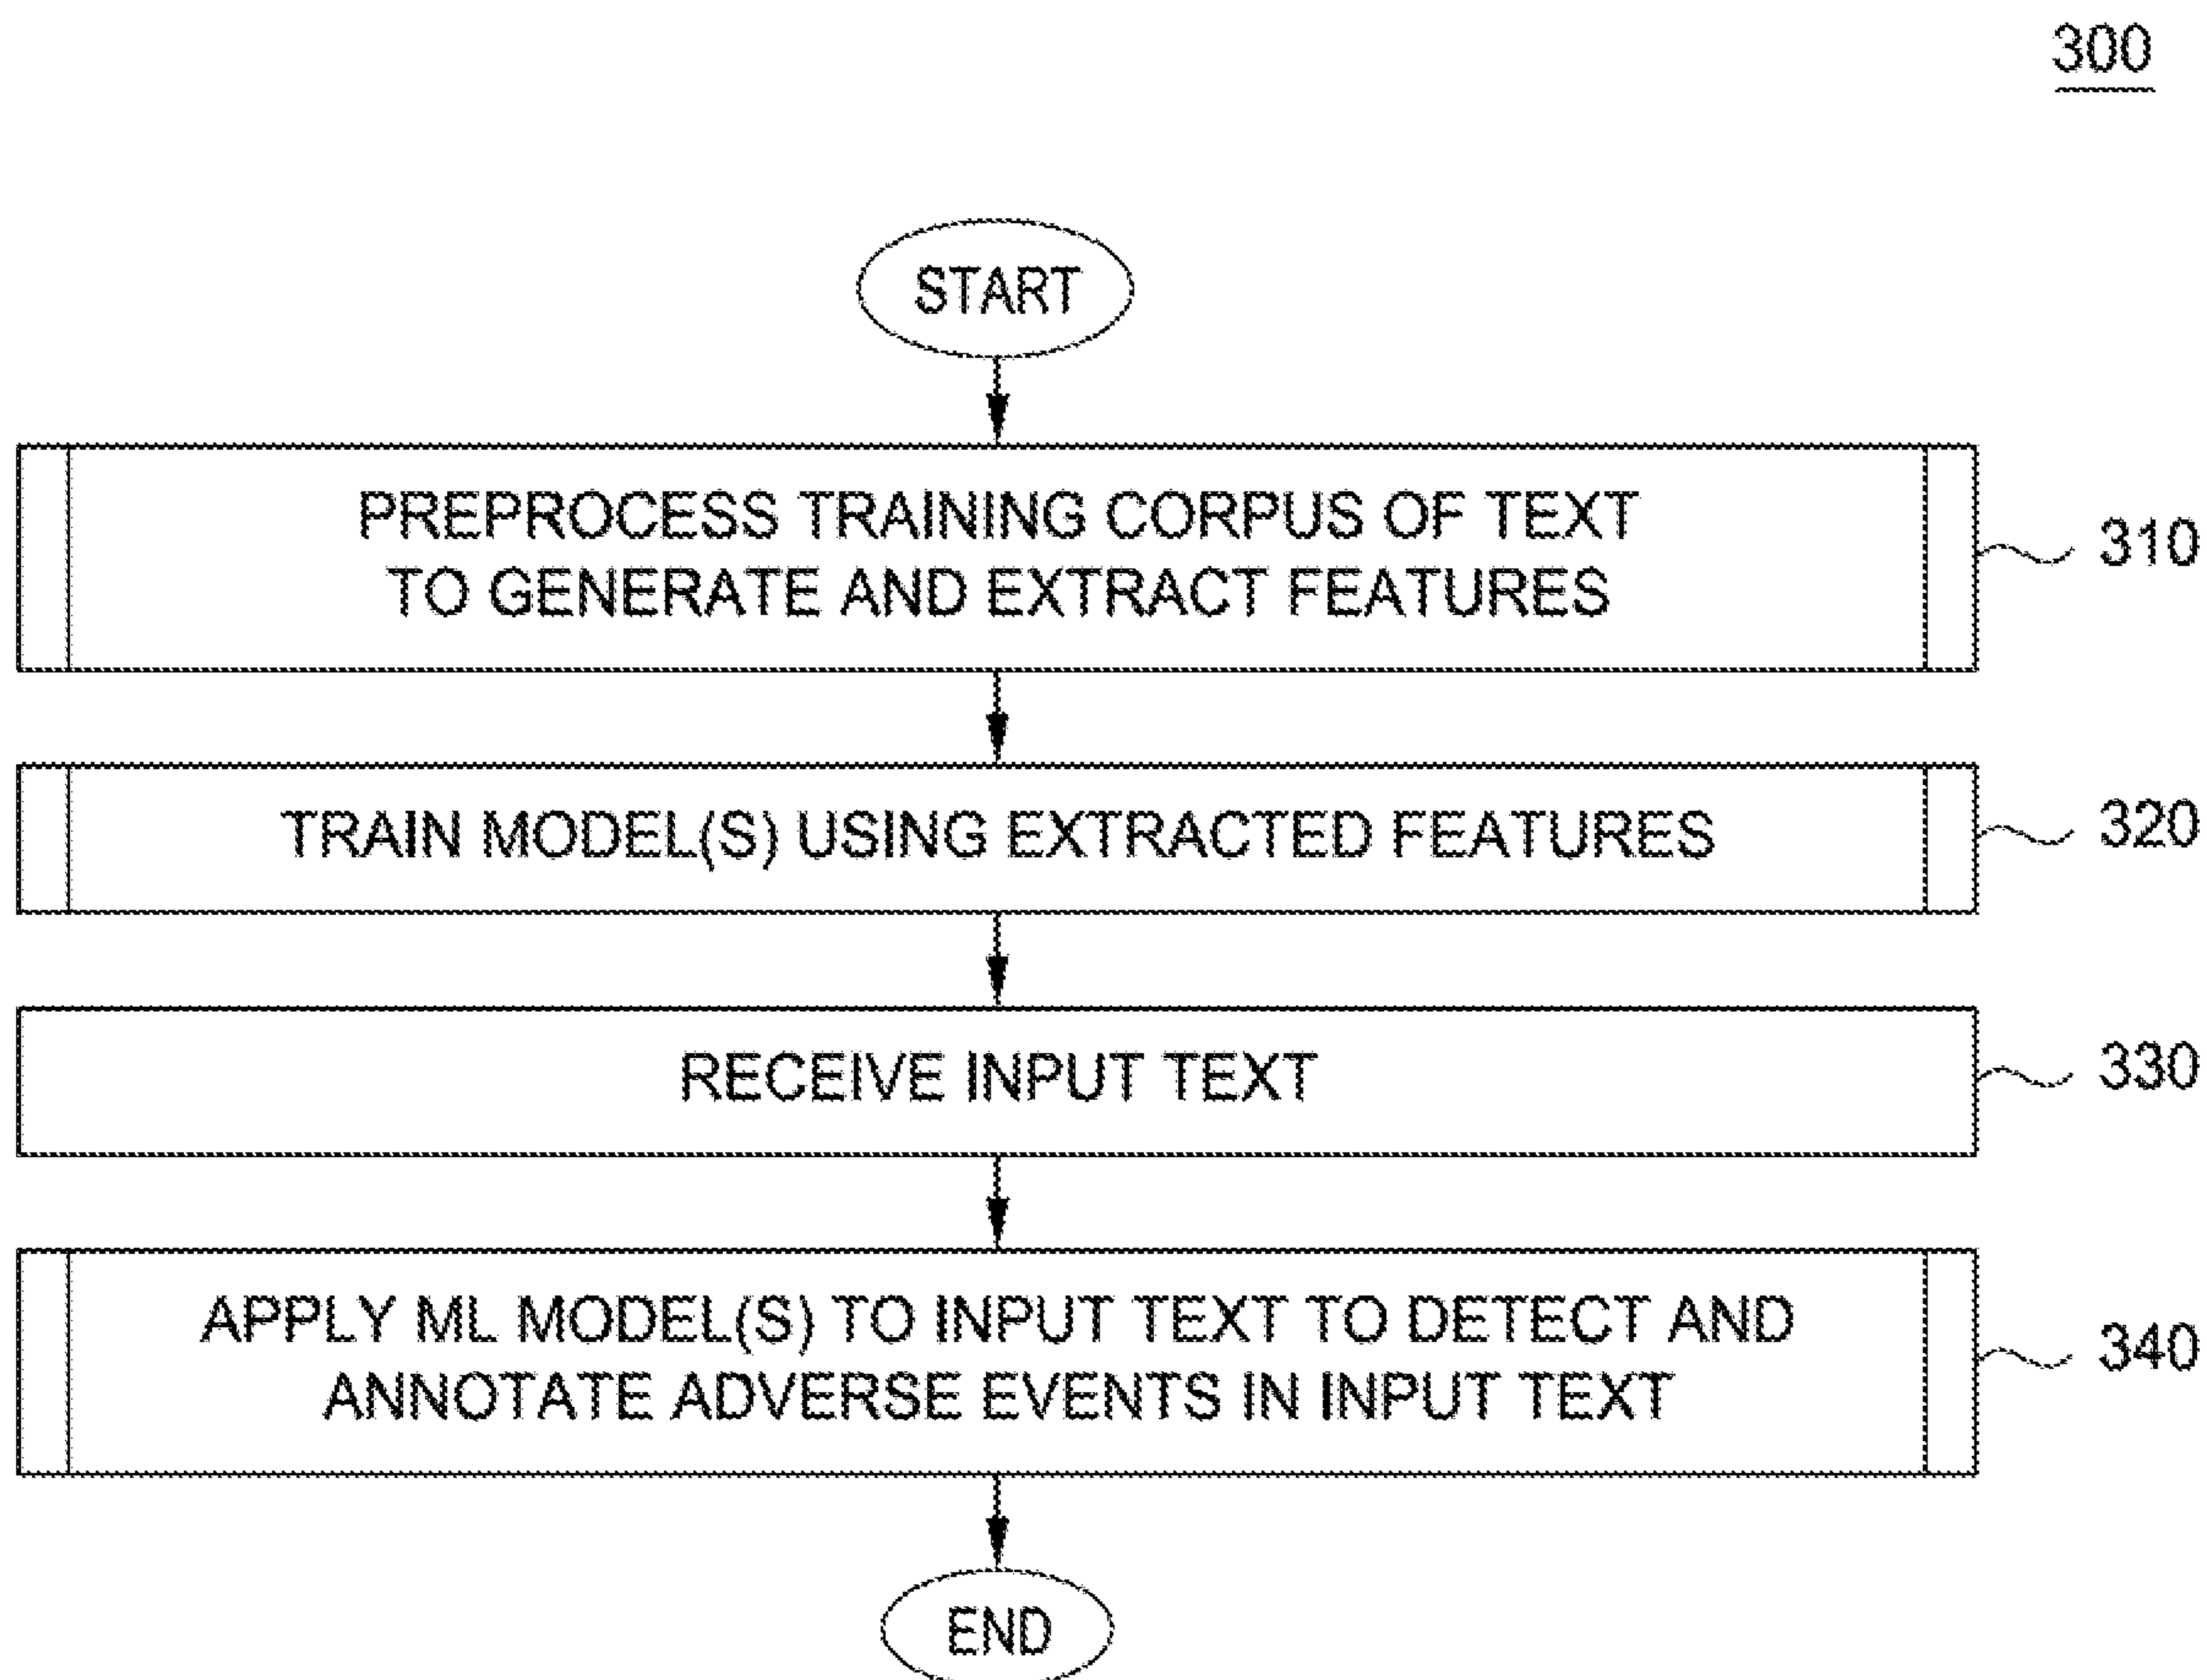 300
START
PREPROCESS TRAINING CORPUS OF TEXT
TO GENERATE AND EXTRACT FEATURES
310
TRAIN MODEL(S) USING EXTRACTED FEATURES
320
RECEIVE INPUT TEXT
330
APPLY ML MODEL(S) TO INPUT TEXT TO DETECT AND
ANNOTATE ADVERSE EVENTS IN INPUT TEXT
340
END